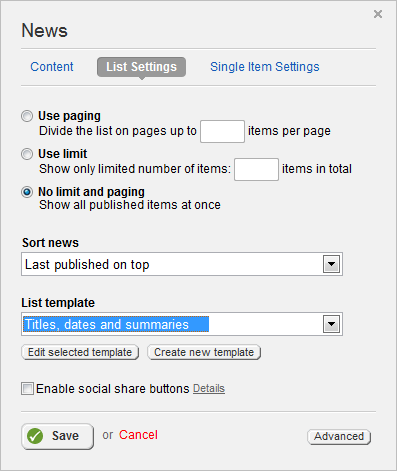 News
Content List Settings Single Item Settings
Use paging
Divide the list on pages up to items per page
Use limit
Show only limited number of items: items in total
No limit and paging
Show all published items at once
Sort news
Last published on top
List template
Titles, dates and summaries
Edit selected template Create new template
Enable social share buttons Details
Save or Cancel Advanced